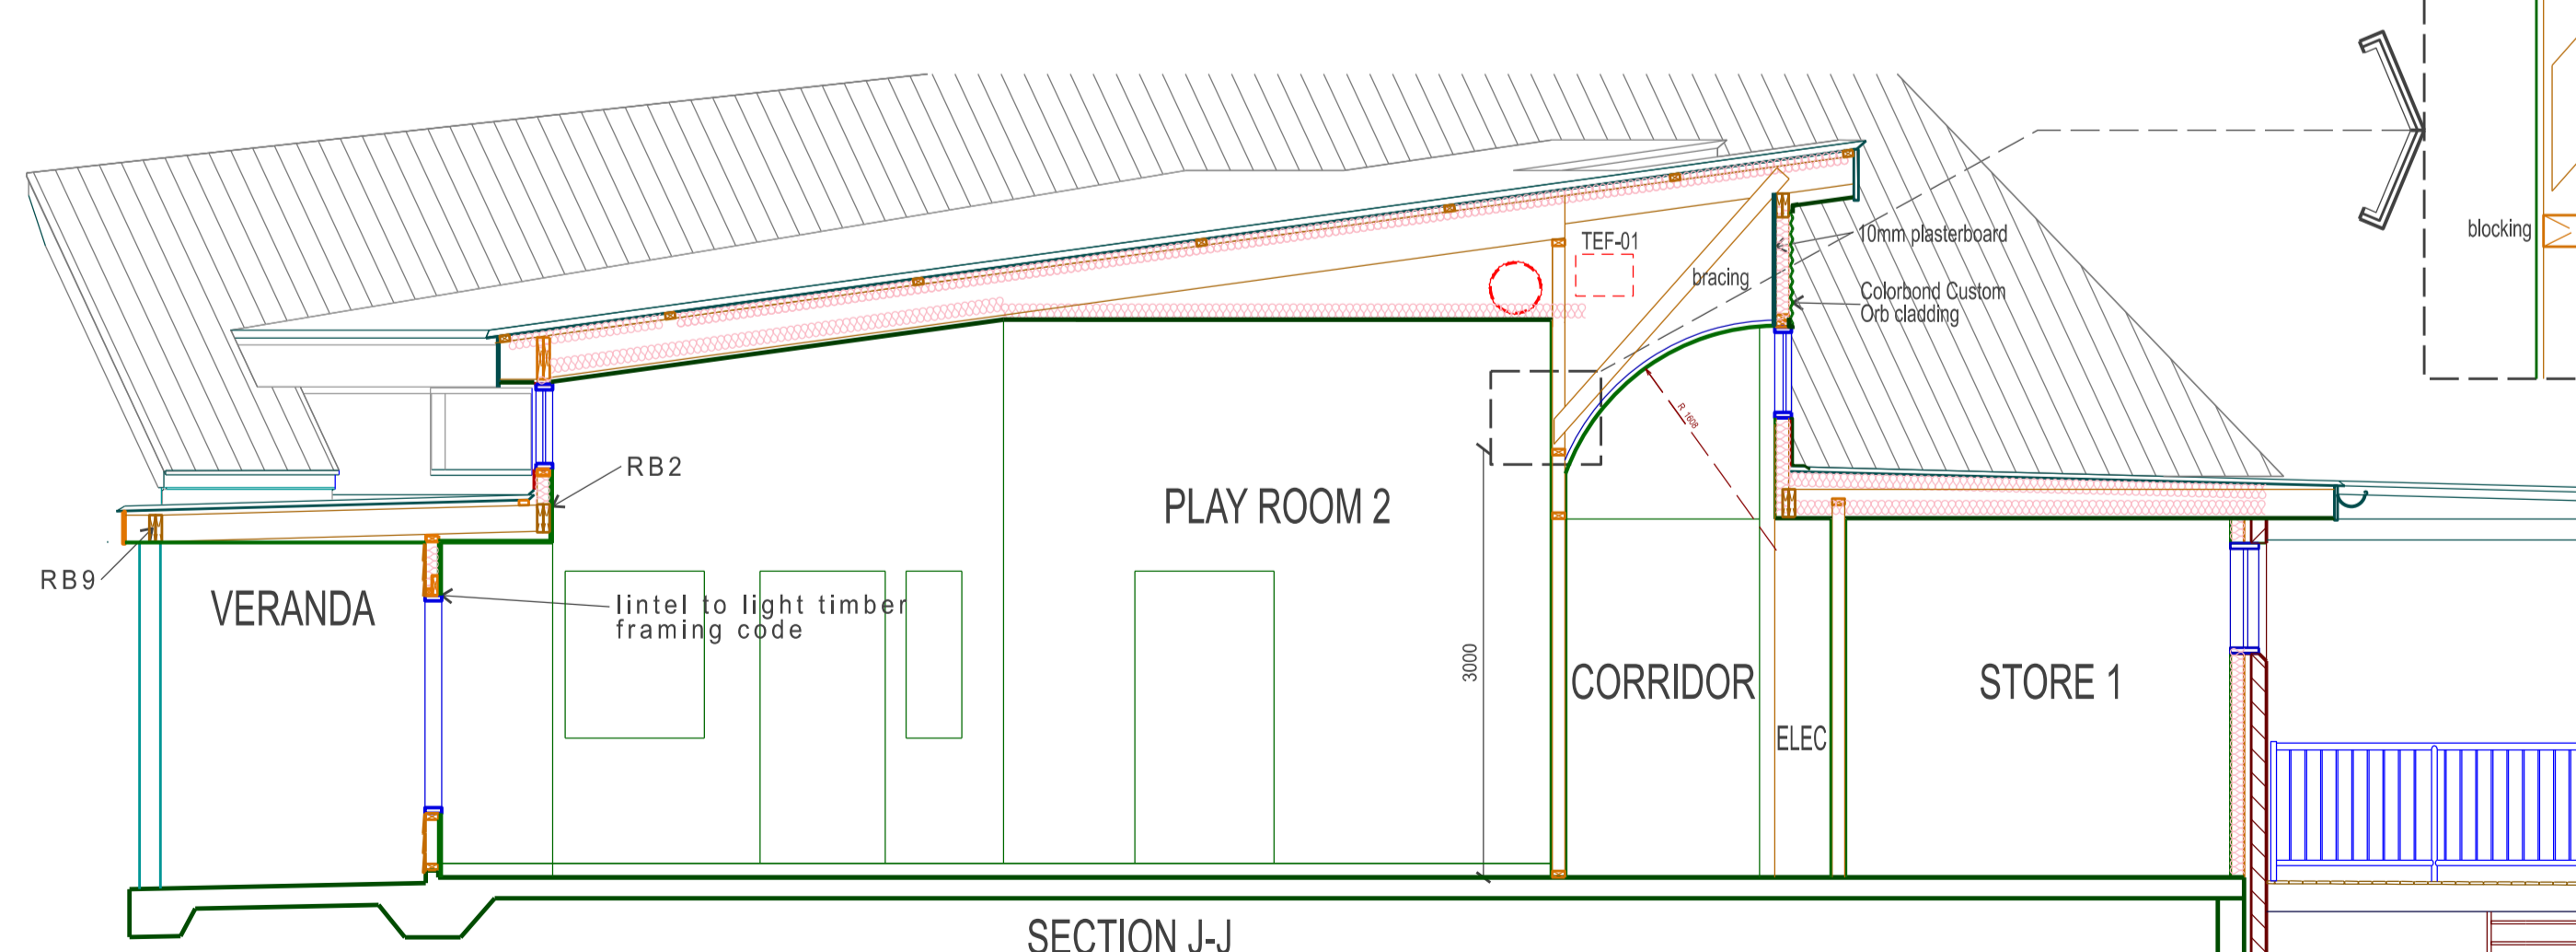 TEF-01
10mm plasterboard
blocking
bracing
Colorbond Custom
Orb cladding
R 1608
RB2
PLAY ROOM 2
RB9
VERANDA
lintel to light timber
framing code
3000
CORRIDOR
STORE 1
ELEC
SECTION J-J